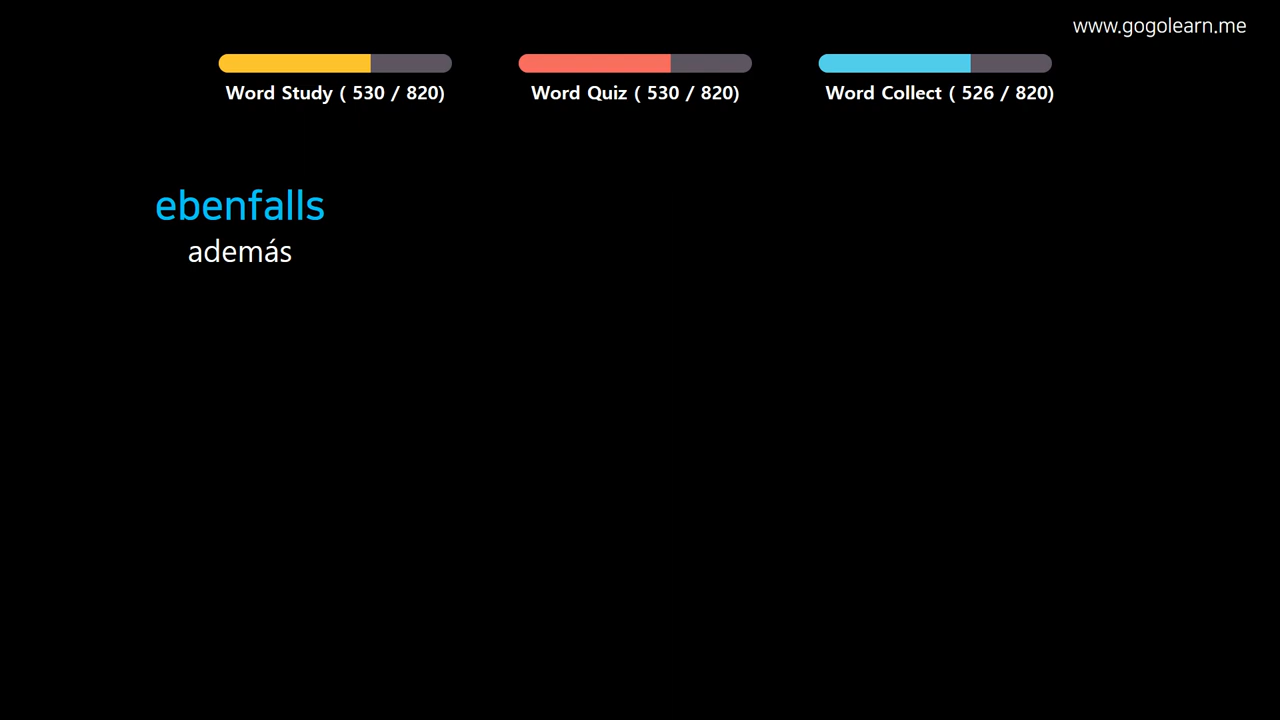 www.gogolearn.me
Word Study ( 530 / 820)
Word Quiz ( 530 / 820)
Word Collect ( 526 / 820)
ebenfalls
además